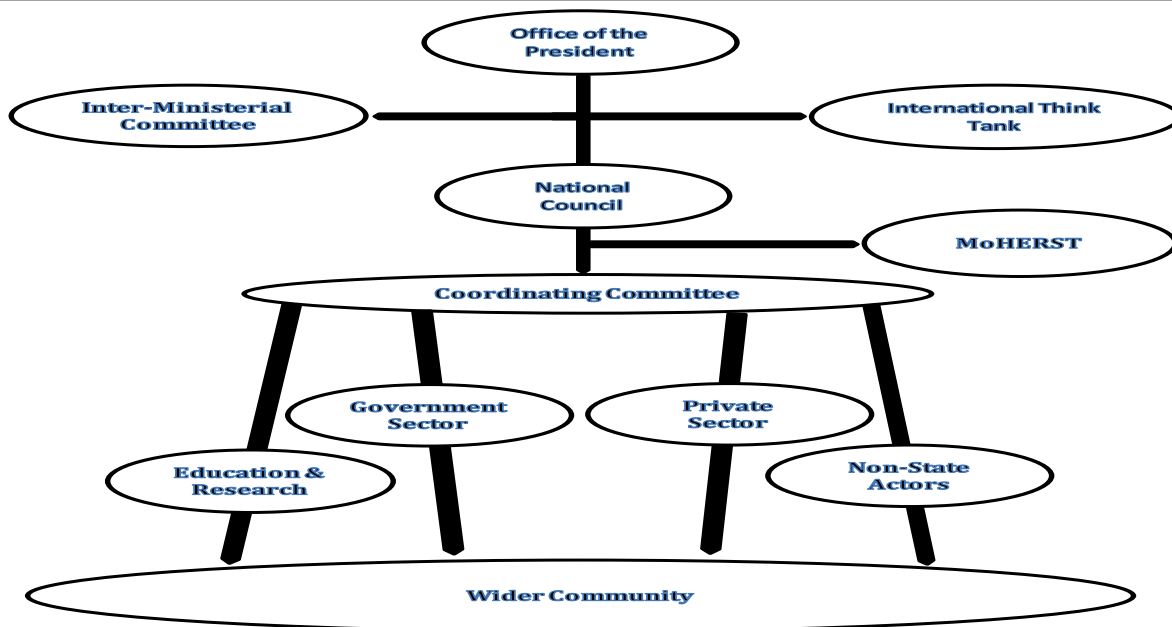 Office of the
President
Inter-Ministerial
Committee
International Think
Tank
National
Council
MoHERST
Coordinating Committee
Government
Sector
Private
Sector
Education &
Research
Non-State
Actors
Wider Community